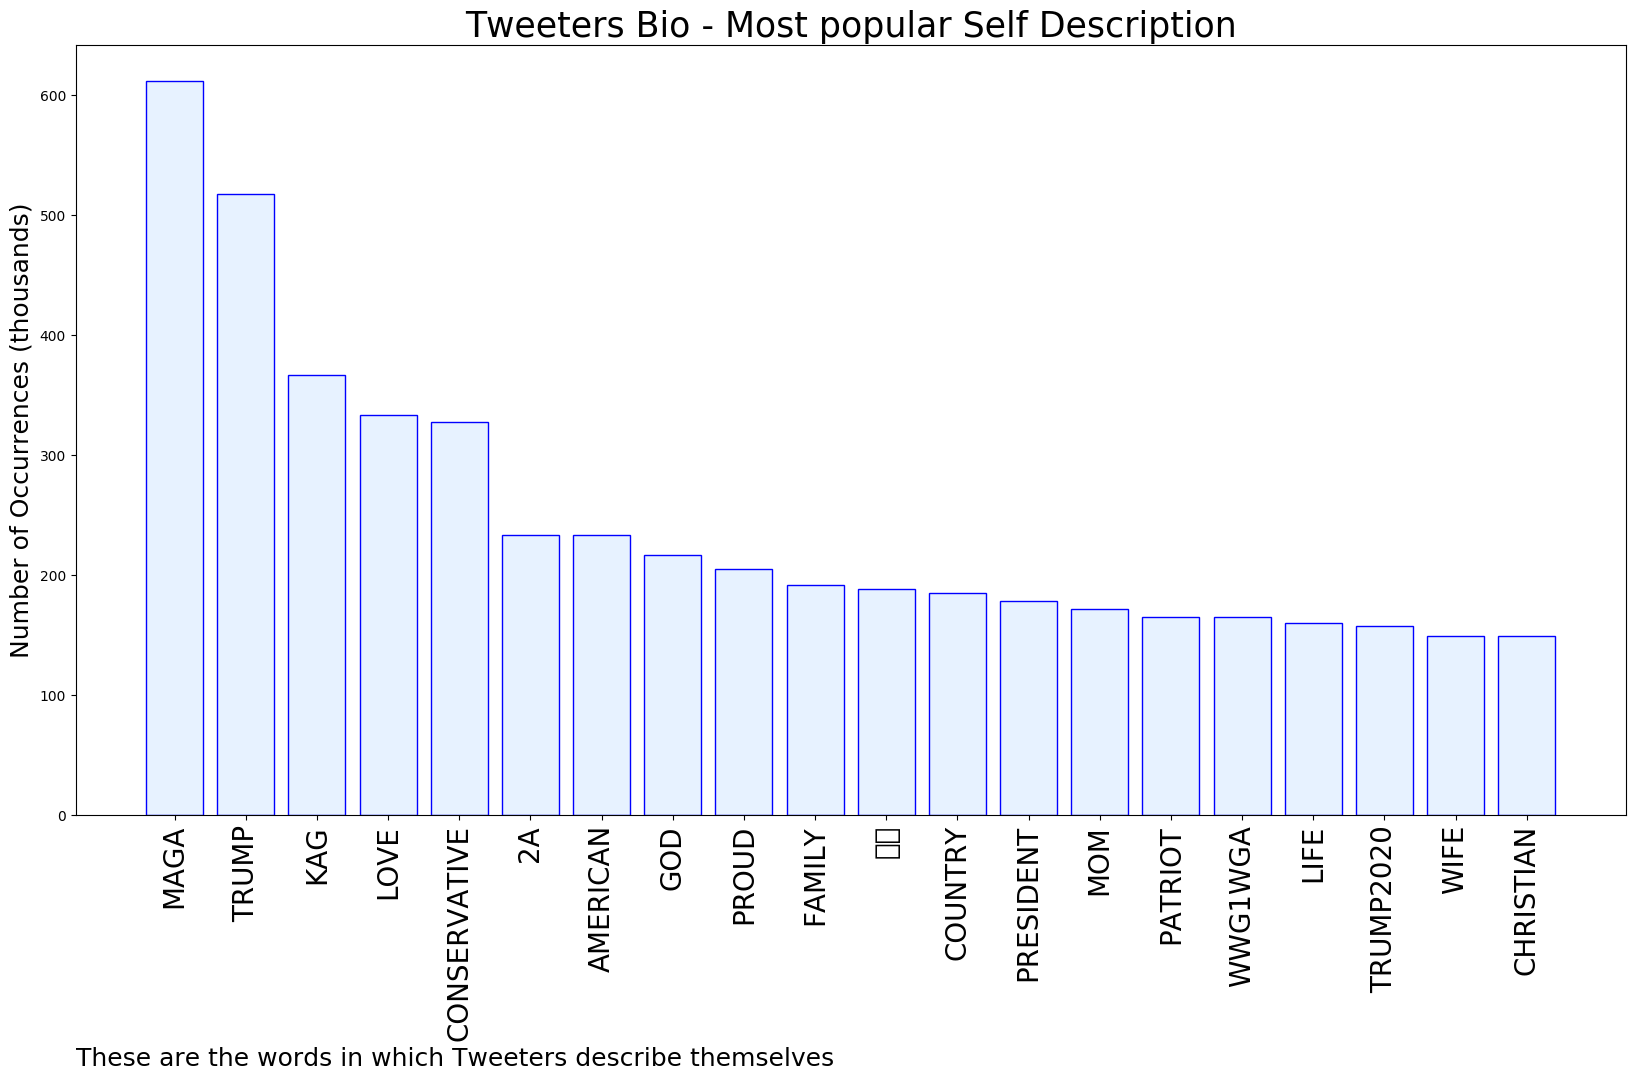 Tweeters Bio - Most popular Self Description
Number of Occurrences (thousands)
600
500
400
300
200
100
0
MAGA
TRUMP
KAG
LOVE
CONSERVATIVE
2A
AMERICAN
GOD
PROUD
FAMILY
COUNTRY
PRESIDENT
MOM
PATRIOT
WWG1WGA
LIFE
TRUMP2020
WIFE
CHRISTIAN
These are the words in which Tweeters describe themselves